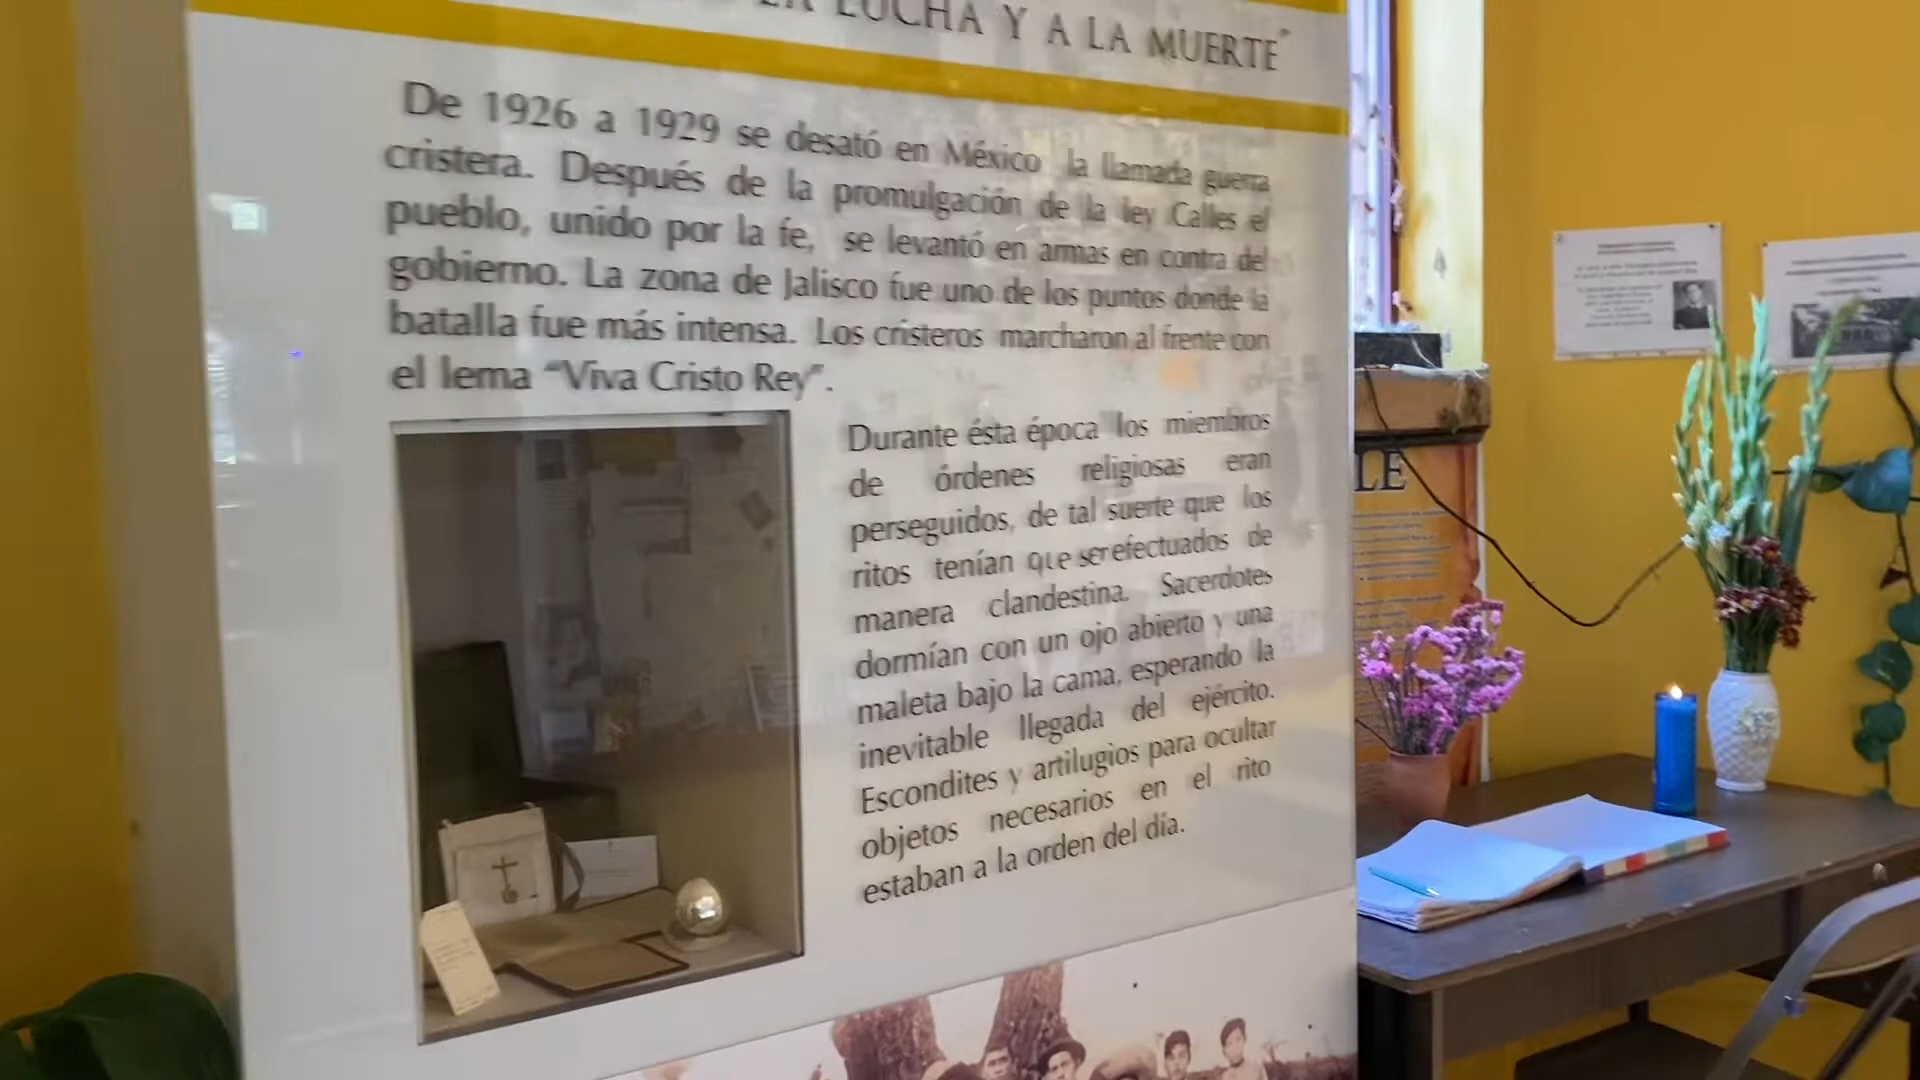 LUCHA Y A LA MUERTE"
De 1926 a 1929 se desató en México la llamada guerra
cristera. Después de la promulgación de la ley Calles el
pueblo, unido por la fe, se levantó en armas en contra del
gobierno. La zona de Jalisco fue uno de los puntos donde la
batalla fue más intensa. Los cristeros marcharon al frente con
el lema "Viva Cristo Rey".
Durante ésta época los miembros
de órdenes religiosas eran
perseguidos, de tal suerte que los
ritos tenían que ser efectuados de
manera clandestina. Sacerdotes
dormían con un ojo abierto y una
maleta bajo la cama, esperando la
inevitable llegada del ejército.
Escondites y artilugios para ocultar
objetos necesarios en el rito
estaban a la orden del día.
LE